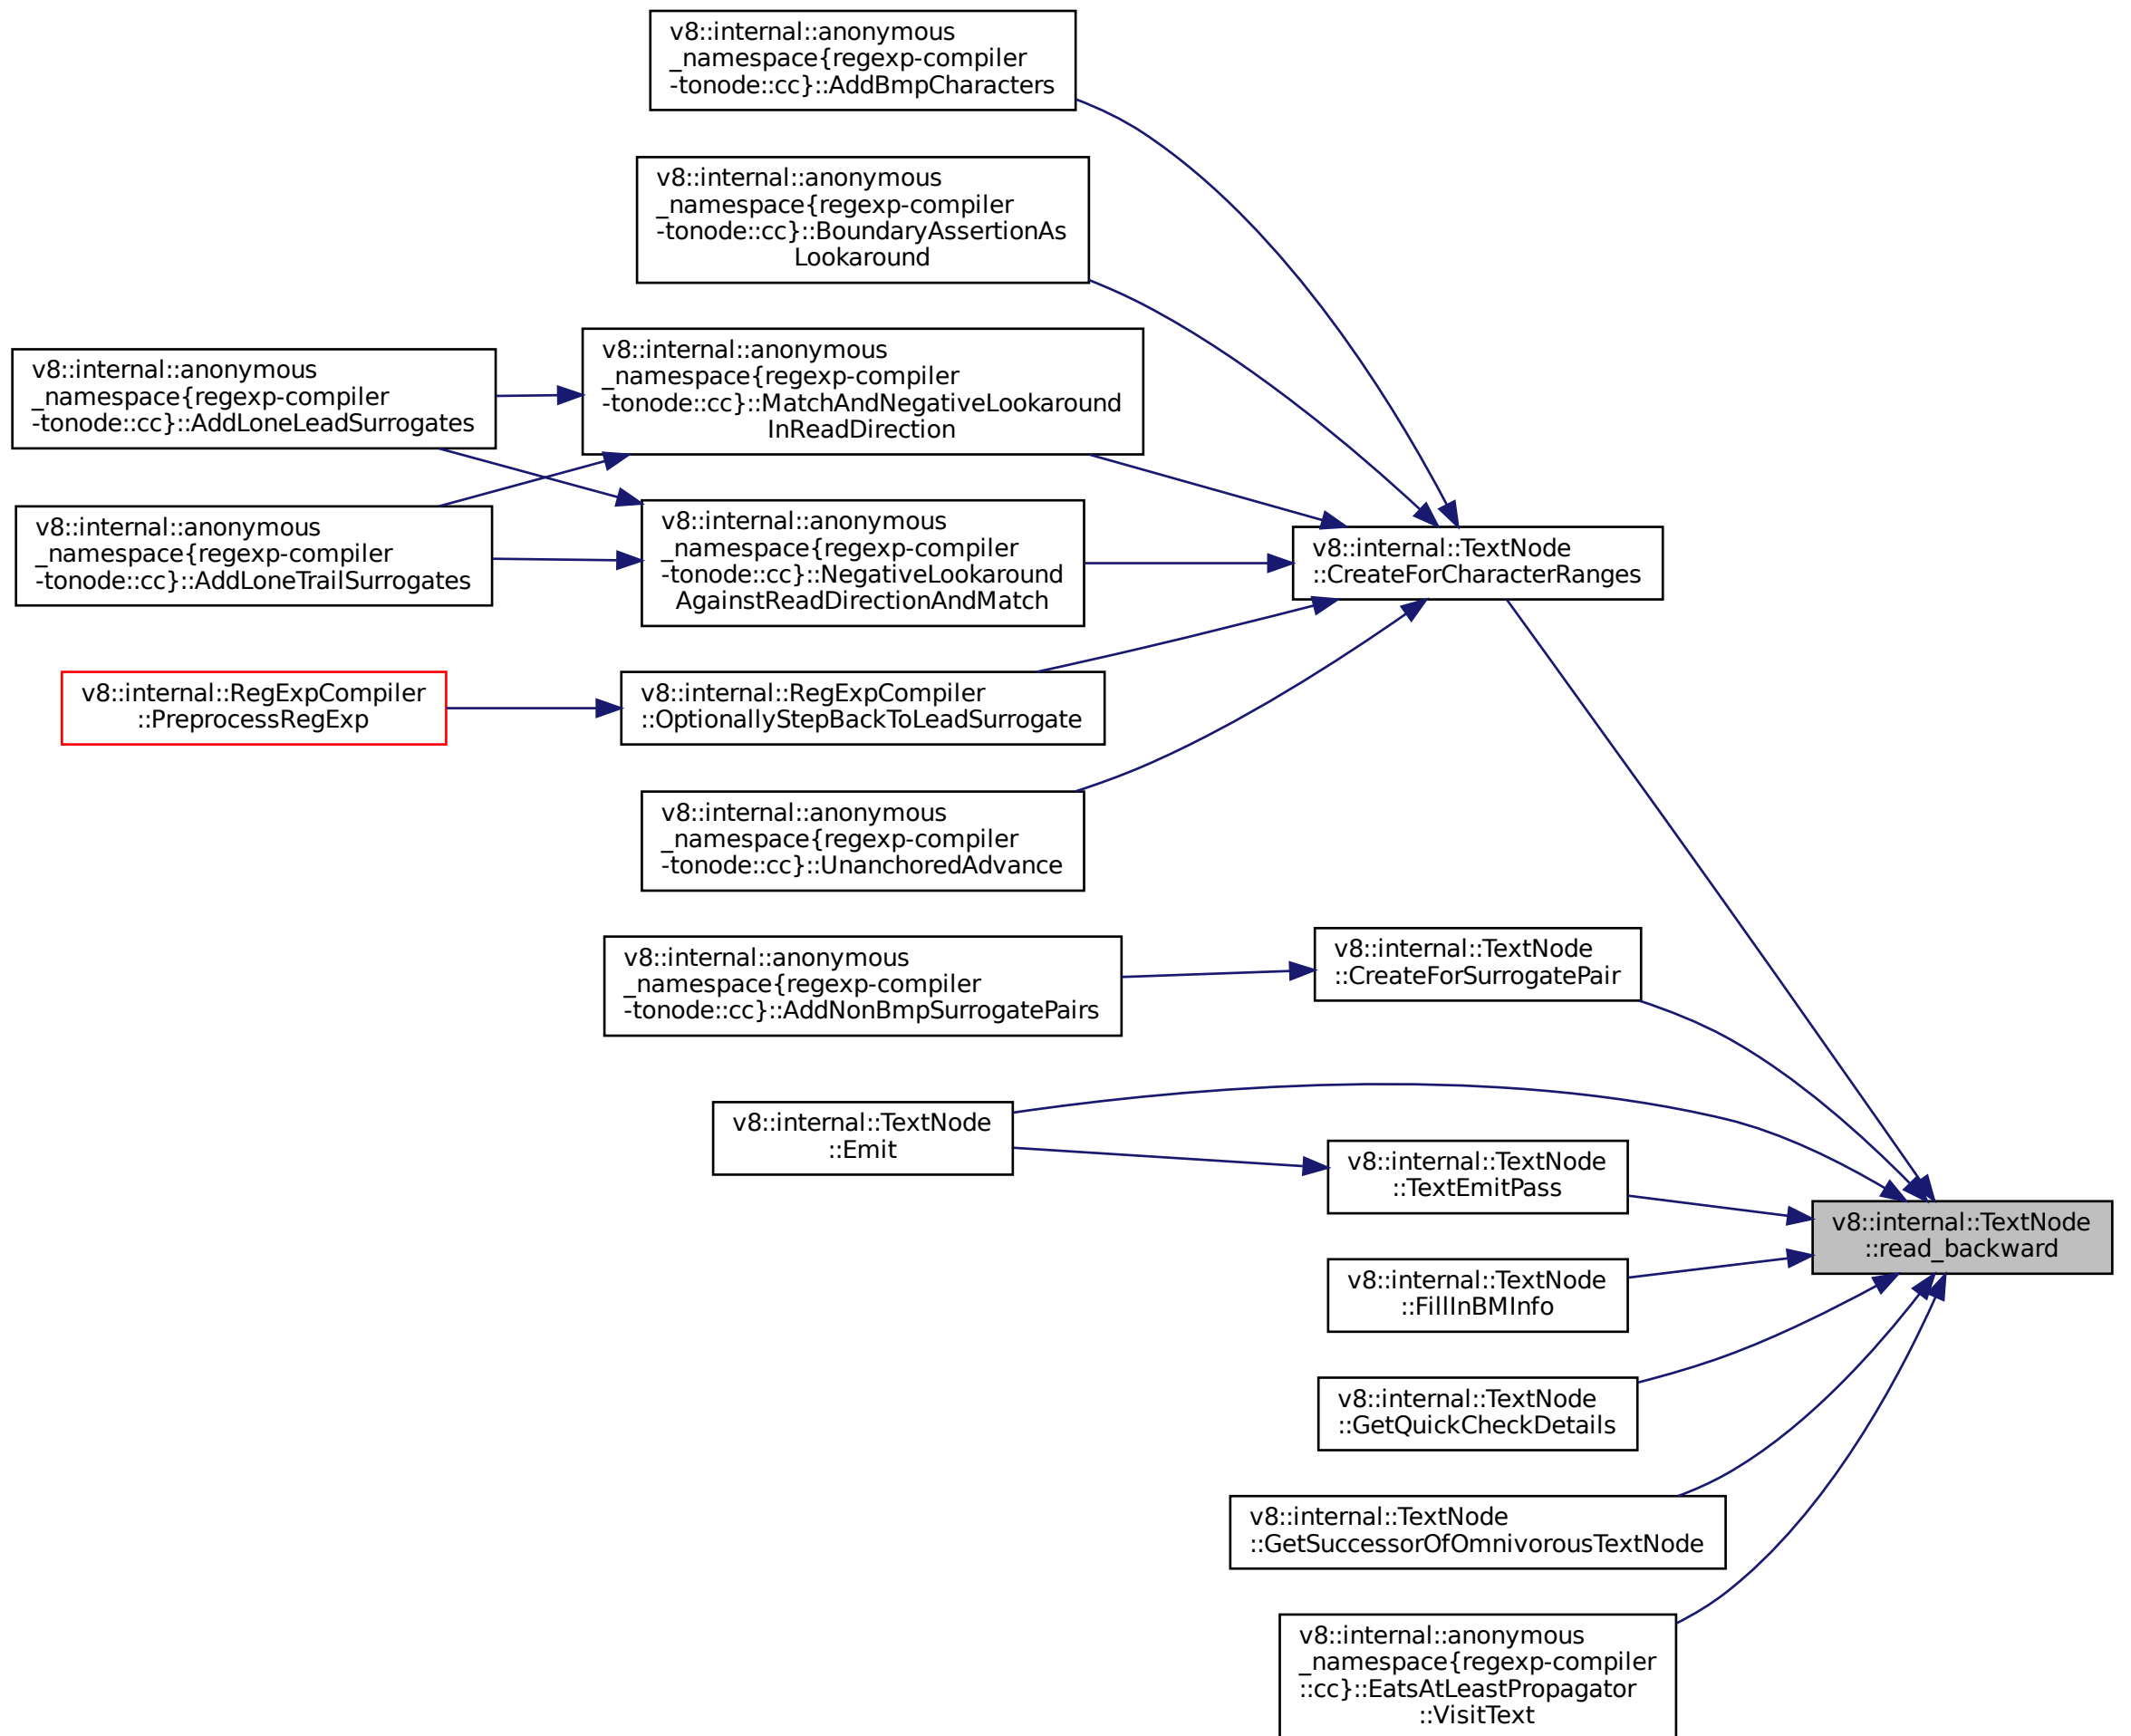 v8::internal::anonymous
_namespace{regexp-compiler
-tonode::cc}::AddBmpCharacters
v8::internal::anonymous
_namespace{regexp-compiler
-tonode::cc}::BoundaryAssertionAs
Lookaround
v8::internal::anonymous
_namespace{regexp-compiler
-tonode::cc}::MatchAndNegativeLookaround
InReadDirection
v8::internal::anonymous
_namespace{regexp-compiler
-tonode::cc}::AddLoneLeadSurrogates
v8::internal::anonymous
_namespace{regexp-compiler
-tonode::cc}::AddLoneTrailSurrogates
v8::internal::anonymous
_namespace{regexp-compiler
-tonode::cc}::NegativeLookaround
AgainstReadDirectionAndMatch
v8::internal::TextNode
::CreateForCharacterRanges
v8::internal::RegExpCompiler
::PreprocessRegExp
v8::internal::RegExpCompiler
::OptionallyStepBackToLeadSurrogate
v8::internal::anonymous
_namespace{regexp-compiler
-tonode::cc}::UnanchoredAdvance
v8::internal::anonymous
_namespace{regexp-compiler
-tonode::cc}::AddNonBmpSurrogatePairs
v8::internal::TextNode
::CreateForSurrogatePair
v8::internal::TextNode
::Emit
v8::internal::TextNode
::TextEmitPass
v8::internal::TextNode
::read_backward
v8::internal::TextNode
::FillInBMInfo
v8::internal::TextNode
::GetQuickCheckDetails
v8::internal::TextNode
::GetSuccessorOfOmnivorousTextNode
v8::internal::anonymous
_namespace{regexp-compiler
::cc}::EatsAtLeastPropagator
::VisitText